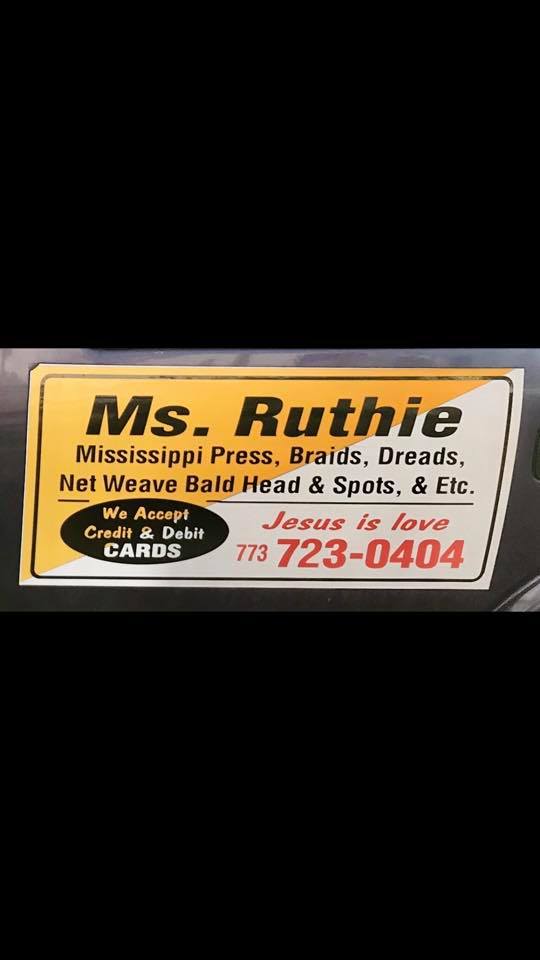 Ms. Ruthie
Mississippi Press, Braids, Dreads,
Net Weave Bald Head & Spots, & Etc.
We Accept
Credit & Debit
CARDS
Jesus is love
773 723-0404